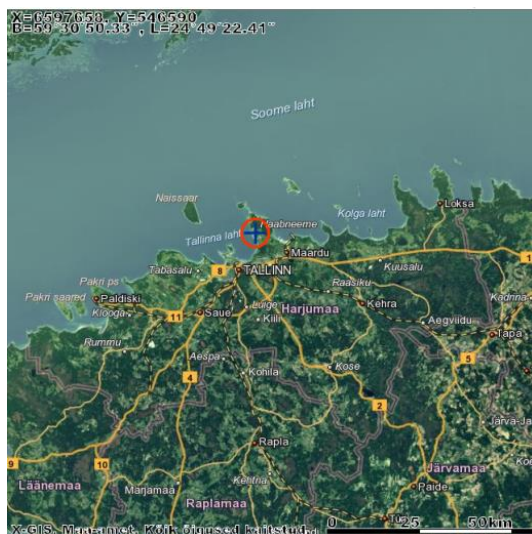 X=6597658, Y=546590
B=59°30'50.33", L=24°49'22.41"
Soome laht
Loksa
Naissaar
Haabneeme
Kolga laht
Tallinna laht
Maardu
Kuusalu
Tabasalu
8
TALLINN
1
Pakri ps
Raasiku
Pakri saared
Paldiski
Klooga
11
Saue
Luige
Harjumaa
Kehra
Kadrina
Kiili
Aegviidu
Rummu
Tapa
Aespa
5
4
Kohila
Kose
2
Järva-Ja
Rapla
9
10
Läänemaa
Kehtna
Järvamaa
Märjamaa
Raplamaa
Paide
Türi
X-GIS, Maa-amet, Kõik õigused kaitstud.
0 25 50km